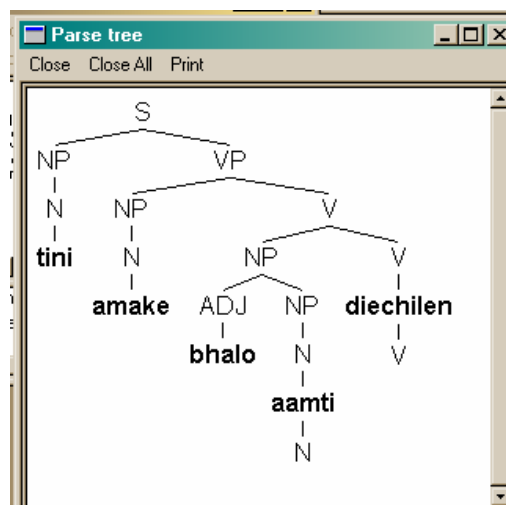 Parse tree
Close Close All Print
S
NP VP
N NP V
tini N NP V
amake ADJ NP diechilen
bhalo N V
aamti
N